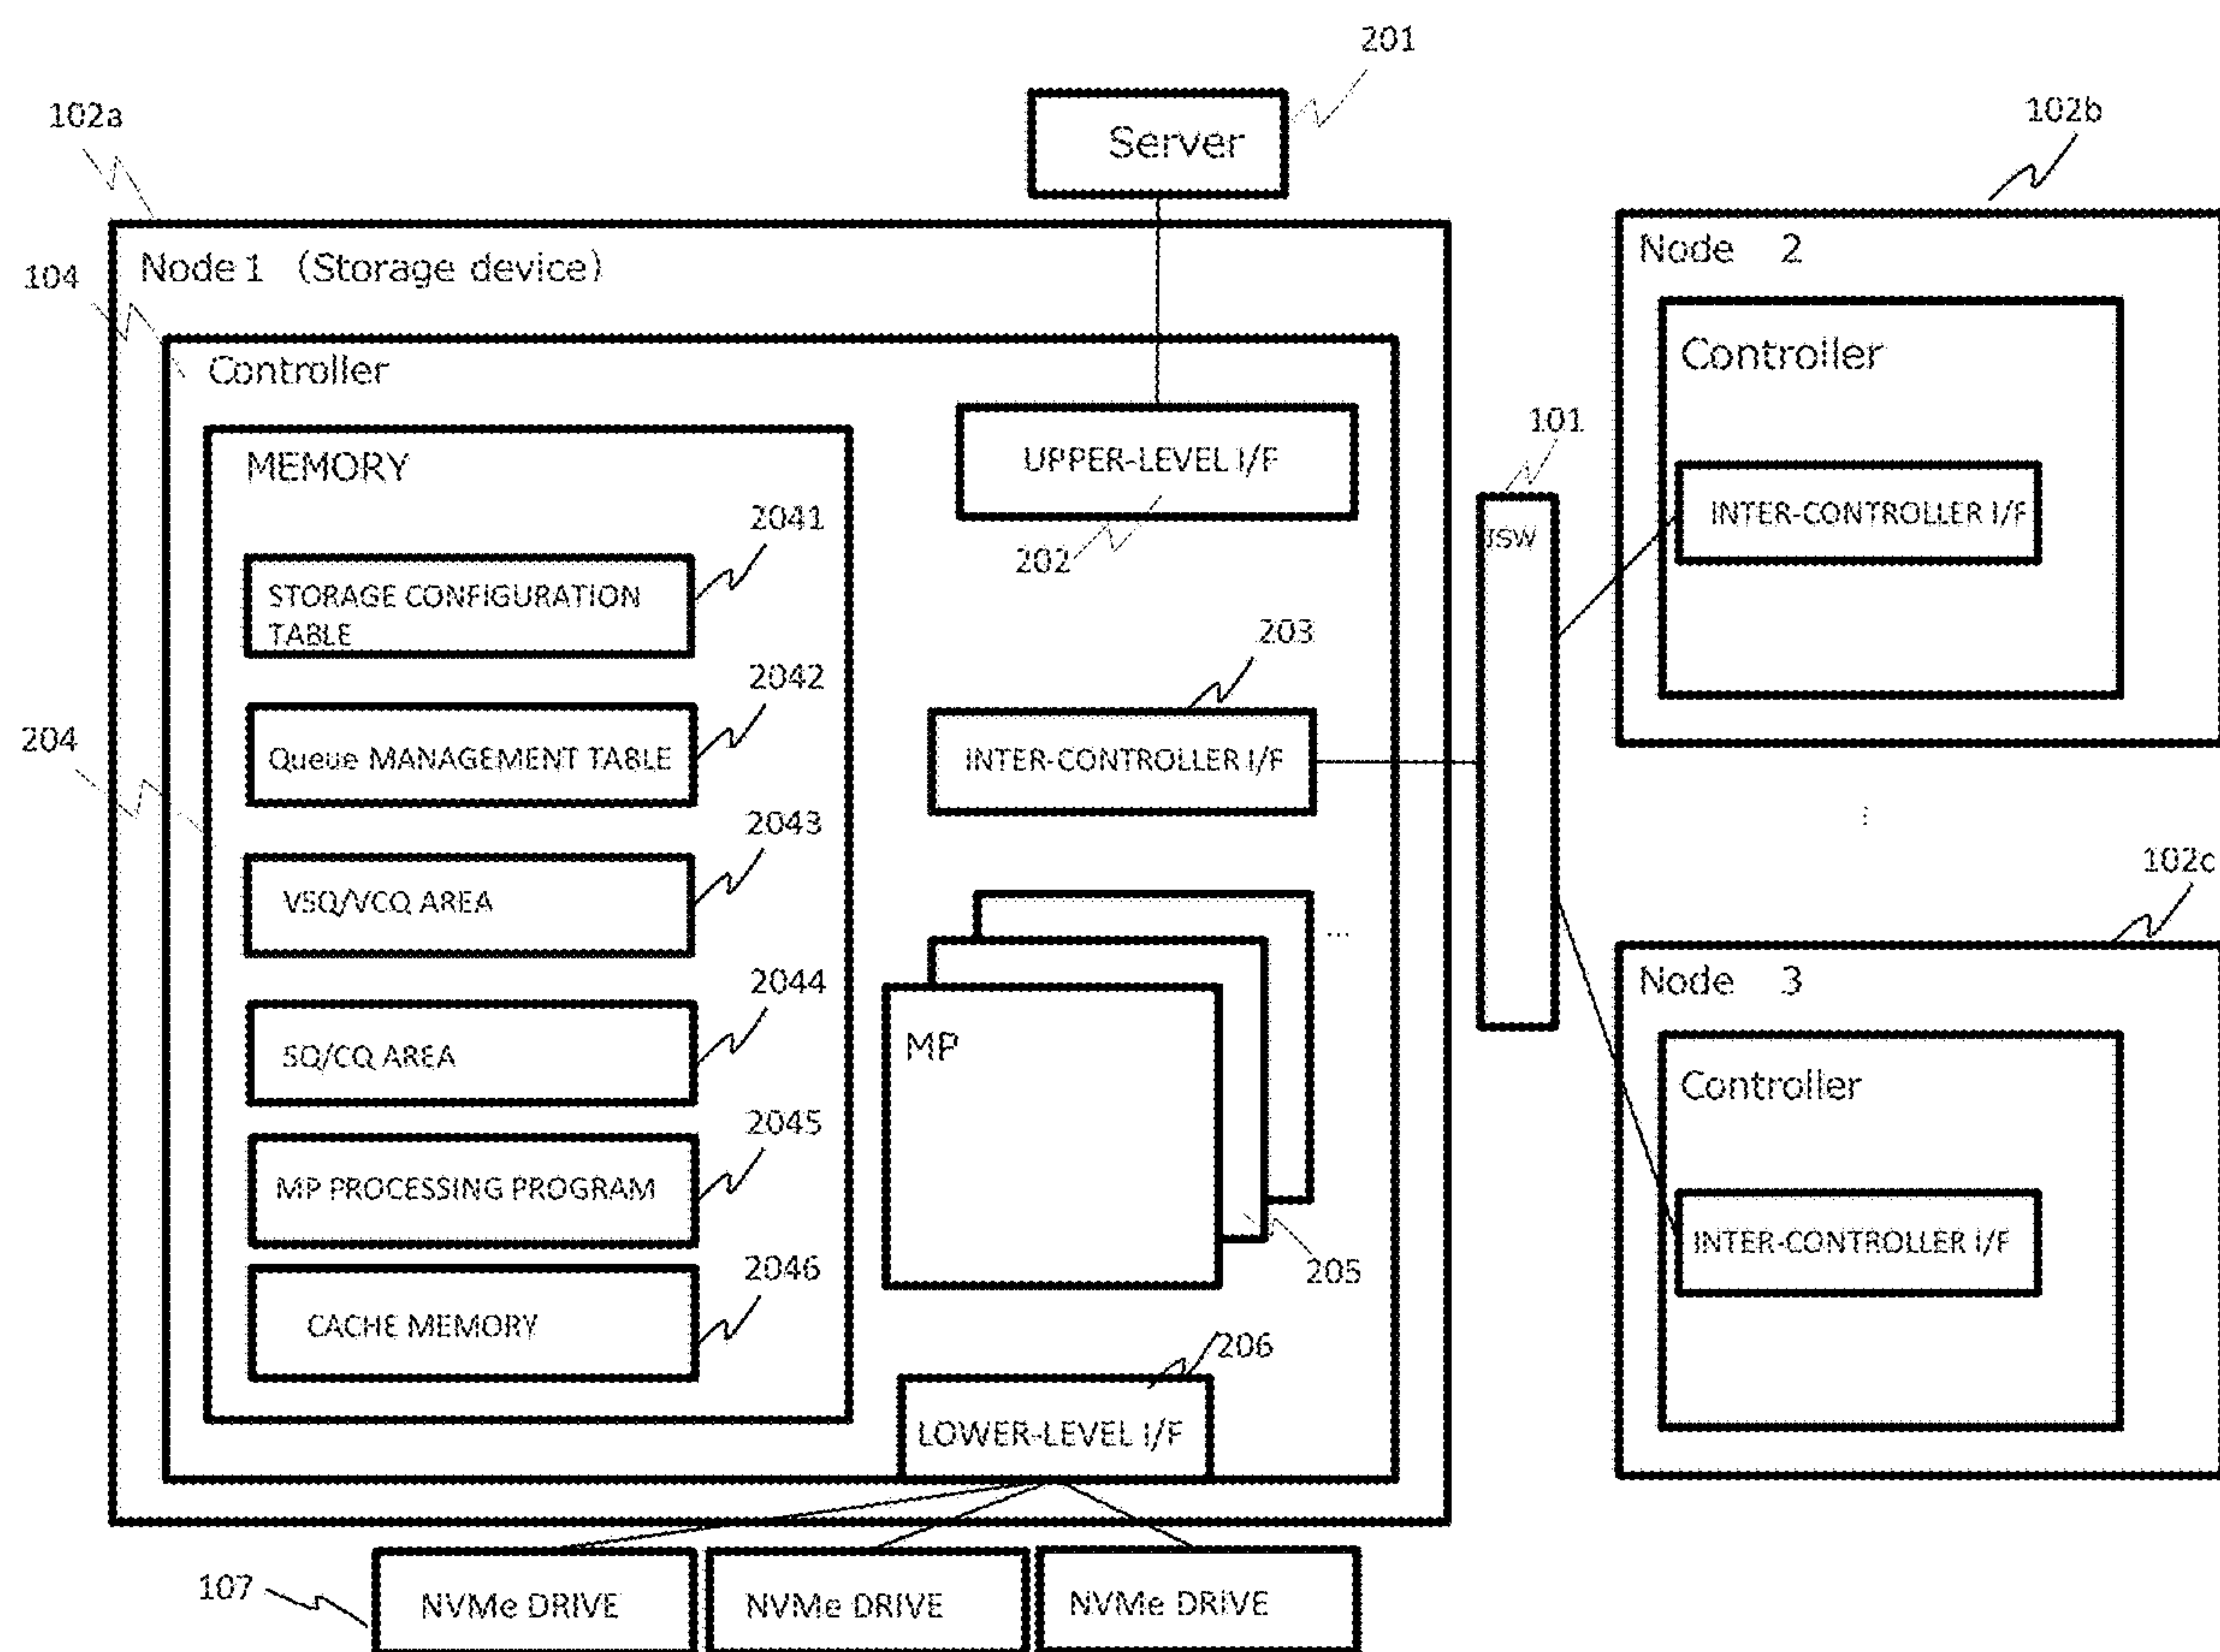 201
102a
Server
102b
Node 1 (Storage device)
Node 2
104
Controller
Controller
UPPER-LEVEL I/F
202
101
MEMORY
INTER-CONTROLLER I/F
2041
STORAGE CONFIGURATION
TABLE
203
2042
Queue MANAGEMENT TABLE
INTER-CONTROLLER I/F
204
2043
VSQ/VCQ AREA
...
...
102c
2044
SQ/CQ AREA
MP
Node 3
Controller
2045
MP PROCESSING PROGRAM
205
INTER-CONTROLLER I/F
2046
CACHE MEMORY
206
LOWER-LEVEL I/F
107
NVMe DRIVE
NVMe DRIVE
NVMe DRIVE